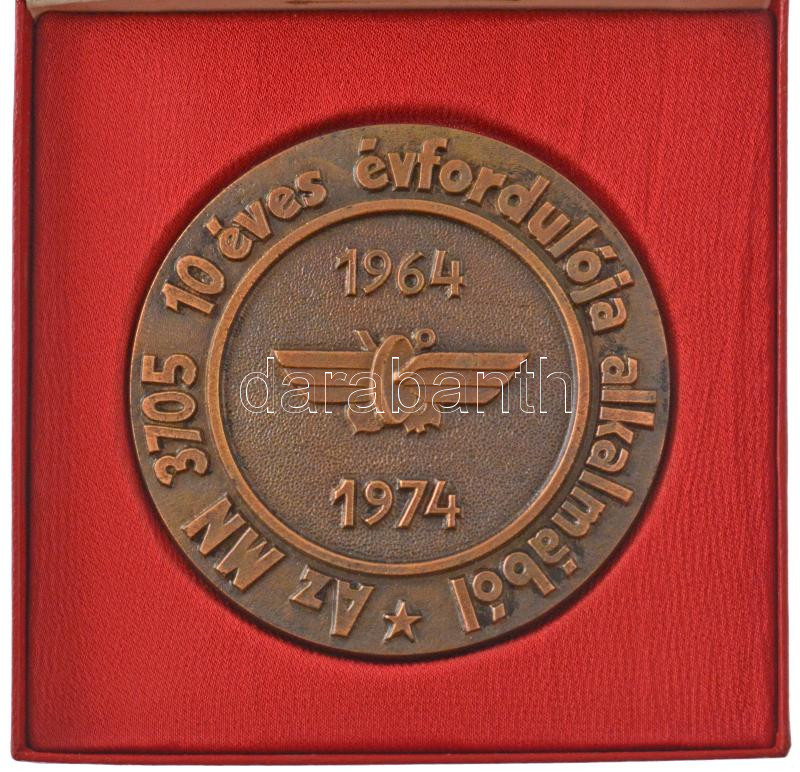 Az MN 3705 10 éves évfordulója alkalmából
1964
darabanth
1974